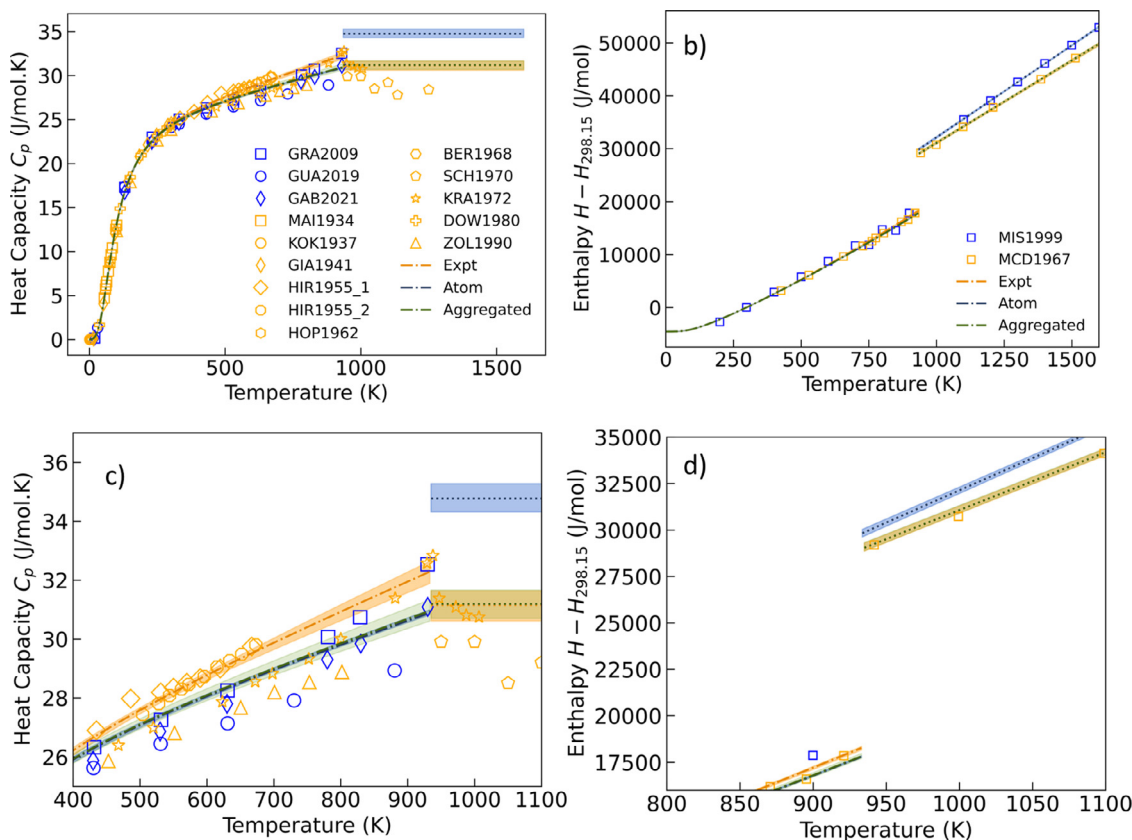 35
30
25
20
15
10
5
0
Heat Capacity Cp (J/mol.K)
GRA2009
GUA2019
GAB2021
MAI1934
KOK1937
GIA1941
HIR1955_1
HIR1955_2
HOP1962
BER1968
SCH1970
KRA1972
DOW1980
ZOL1990
Expt
Atom
Aggregated
0 500 1000 1500
Temperature (K)
b)
50000
40000
30000
20000
10000
0
Enthalpy H − H298.15 (J/mol)
MIS1999
MCD1967
Expt
Atom
Aggregated
0 250 500 750 1000 1250 1500
Temperature (K)
c)
36
34
32
30
28
26
Heat Capacity Cp (J/mol.K)
400 500 600 700 800 900 1000 1100
Temperature (K)
d)
35000
32500
30000
27500
25000
22500
20000
17500
Enthalpy H − H298.15 (J/mol)
800 850 900 950 1000 1050 1100
Temperature (K)